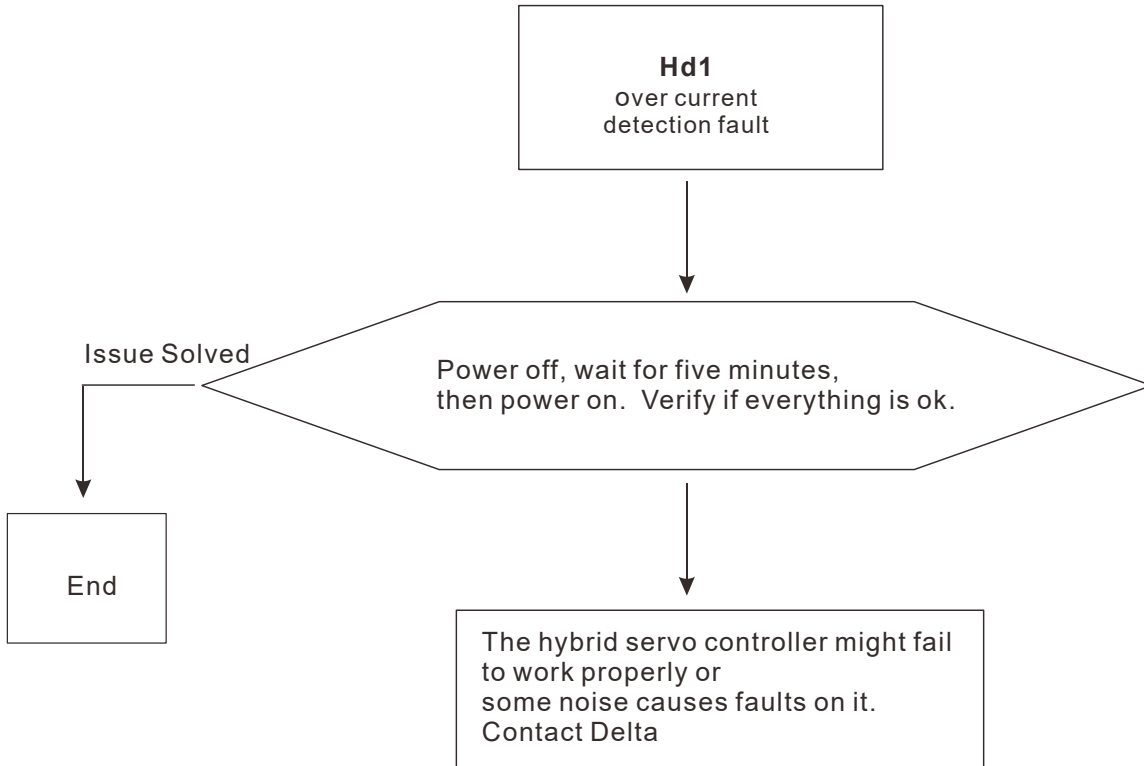 Hd1
over current
detection fault
Issue Solved
Power off, wait for five minutes,
then power on. Verify if everything is ok.
End
The hybrid servo controller might fail
to work properly or
some noise causes faults on it.
Contact Delta